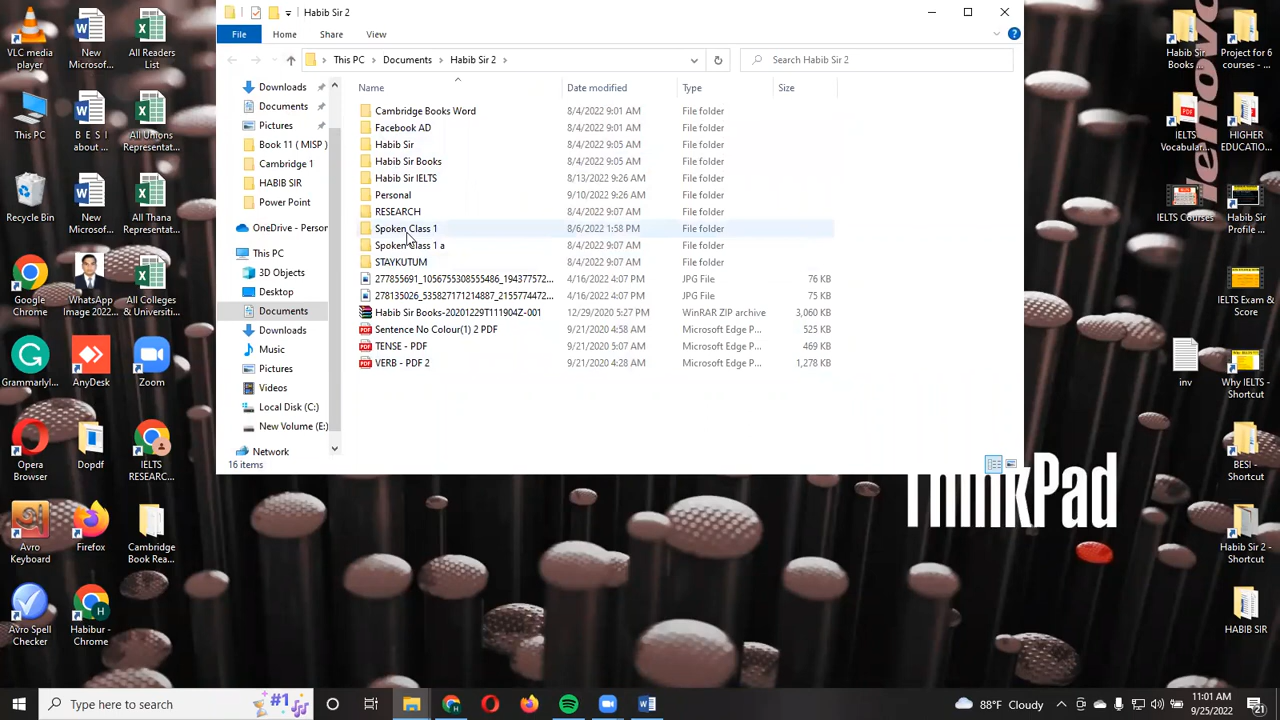 VLC media player
New Microsof...
All Readers List
This PC
B E S I about ...
All Unions Representat...
Recycle Bin
New Microsof...
All Thana Representat...
Google Chrome
WhatsApp Image 2022...
All Colleges of Universiti...
Grammarly...
AnyDesk
Zoom
Opera Browser
Dopdf
IELTS RESEARC...
Avro Keyboard
Firefox
Cambridge Book Rea...
Avro Spell Checker
Habibur - Chrome
Habib Sir 2
File Home Share View
This PC > Documents > Habib Sir 2 >
Search Habib Sir 2
Downloads
Documents
Pictures
Book 11 ( MISP )
Cambridge 1
HABIB SIR
Power Point
OneDrive - Person
This PC
3D Objects
Desktop
Documents
Downloads
Music
Pictures
Videos
Local Disk (C:)
New Volume (E:)
Network
16 items
Name Date modified Type Size
Cambridge Books Word 8/4/2022 9:01 AM File folder
Facebook AD 8/4/2022 9:01 AM File folder
Habib Sir 8/4/2022 9:05 AM File folder
Habib Sir Books 8/4/2022 9:05 AM File folder
Habib Sir IELTS 8/13/2022 9:26 AM File folder
Personal 9/10/2022 9:26 AM File folder
RESEARCH 8/4/2022 9:07 AM File folder
Spoken Class 1 8/6/2022 1:58 PM File folder
Spoken Class 1 a 8/4/2022 9:07 AM File folder
STAYKUTUM 8/4/2022 9:07 AM File folder
277855691_1056755308555486_194377572... 4/16/2022 4:07 PM JPG File 76 KB
278135026_535827171214887_2155774472... 4/16/2022 4:07 PM JPG File 75 KB
Habib Sir Books-20201229T111904Z-001 12/29/2020 5:27 PM WinRAR ZIP archive 3,060 KB
Sentence No Colour(1) 2 PDF 9/21/2020 4:58 AM Microsoft Edge P... 525 KB
TENSE - PDF 9/21/2020 5:07 AM Microsoft Edge P... 469 KB
VERB - PDF 2 9/21/2020 4:28 AM Microsoft Edge P... 1,278 KB
lenovo
ThinkPad
Habib Sir Books ...
Project for 6 courses - ...
IELTS Vocabular...
HIGHER EDUCATIO...
IELTS Courses
Habib Sir Profile ...
IELTS Exam & Score
inv
Why IELTS - Shortcut
BESI - Shortcut
Habib Sir 2 - Shortcut
HABIB SIR
Type here to search
#1
88°F Cloudy
11:01 AM
9/25/2022
21